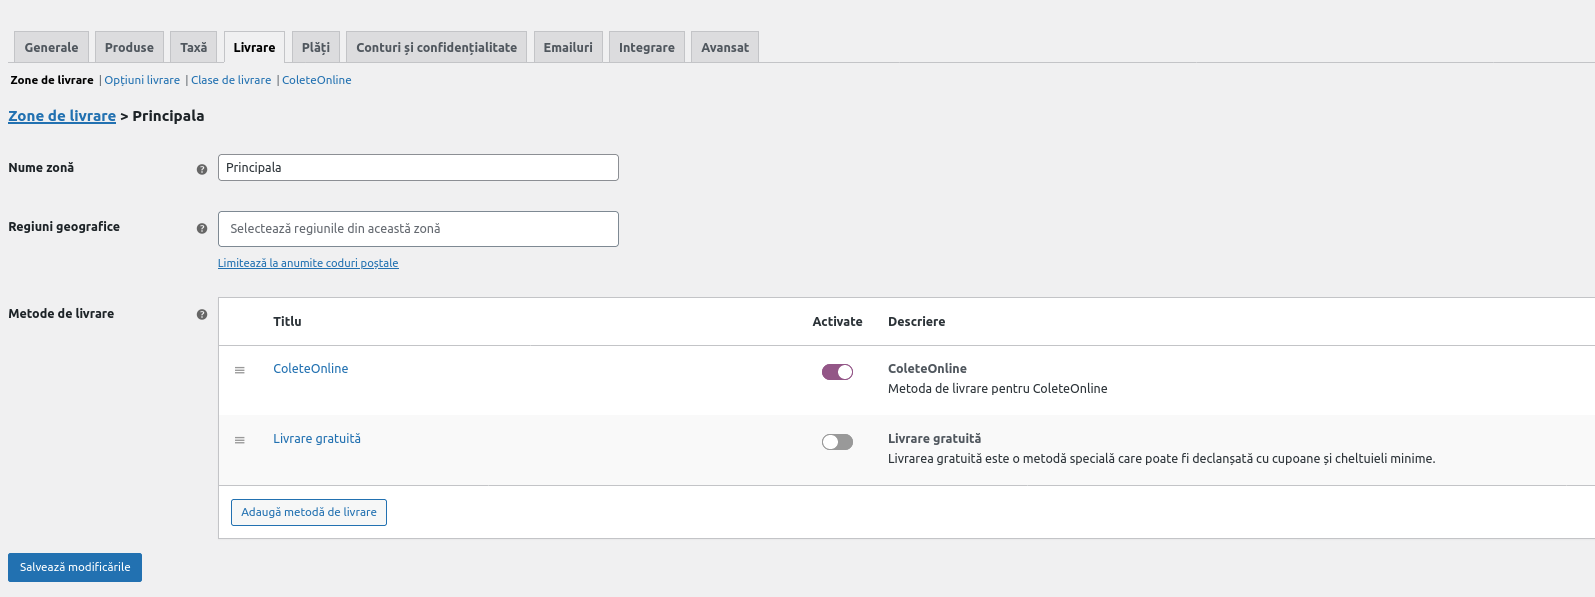 Generale Produse Taxă Livrare Plăți Conturi și confidențialitate Emailuri Integrare Avansat
Zone de livrare | Opțiuni livrare | Clase de livrare | ColeteOnline
Zone de livrare > Principala
Nume zonă ? Principala
Regiuni geografice ? Selectează regiunile din această zonă
Limitează la anumite coduri poștale
Metode de livrare ? Titlu Activate Descriere
ColeteOnline ColeteOnline
Metoda de livrare pentru ColeteOnline
Livrare gratuită Livrare gratuită
Livrarea gratuită este o metodă specială care poate fi declanșată cu cupoane și cheltuieli minime.
Adaugă metodă de livrare
Salvează modificările